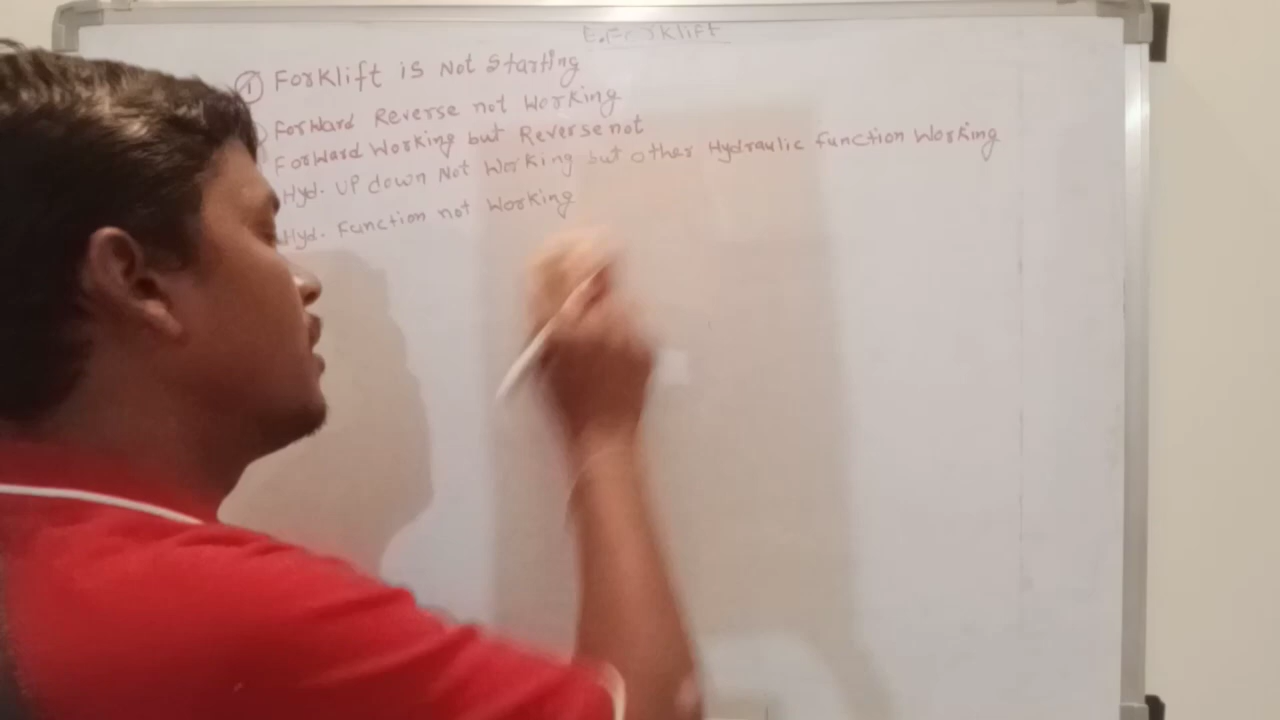 E.Forklift
① Forklift is Not Starting
Forward Reverse not Working
Forward Working but Reverse not
Hyd. UP down Not Working but other Hydraulic function Working
Hyd. Function not Working